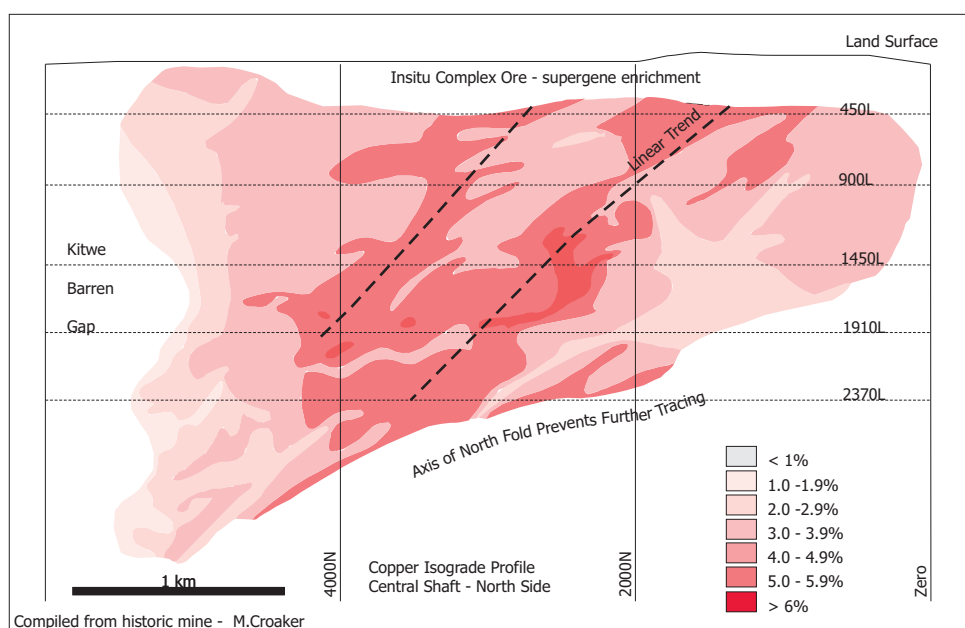 Land Surface
Insitu Complex Ore - supergene enrichment
450L
Linear Trend
900L
Kitwe
1450L
Barren
Gap
1910L
2370L
Axis of North Fold Prevents Further Tracing
< 1%
1.0 -1.9%
2.0 -2.9%
3.0 - 3.9%
4.0 - 4.9%
5.0 - 5.9%
> 6%
1 km
4000N
Copper Isograde Profile
Central Shaft - North Side
2000N
Zero
Compiled from historic mine - M.Croaker